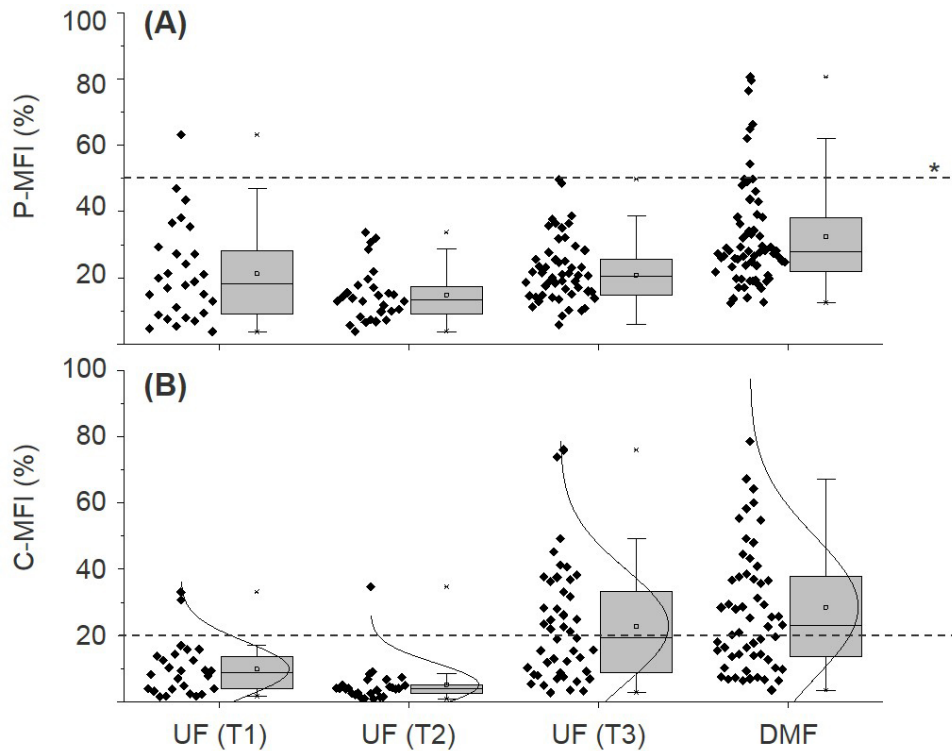 (A)
P-MFI (%)
100
80
60
40
20
*
(B)
C-MFI (%)
100
80
60
40
20
UF (T1) UF (T2) UF (T3) DMF